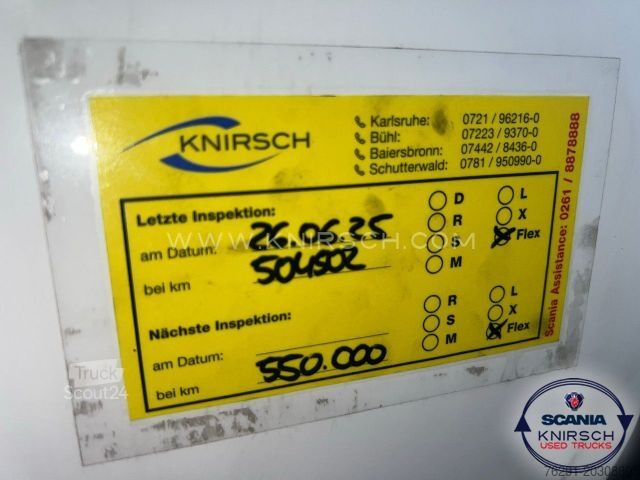 KNIRSCH
Karlsruhe: 0721 / 96216-0
Bühl: 07223 / 9370-0
Baiersbronn: 07442 / 8436-0
Schutterwald: 0781 / 950990-0
Scania Assistance: 0261 / 8878888
Letzte Inspektion:
D
L
am Datum: 26.06.25
R
X
WWW.KNIRSCH.COM
S
Flex
bei km 504502
M
Nächste Inspektion:
R
L
S
X
am Datum:
M
Flex
bei km 550.000
Truck
Scout24
SCANIA
KNIRSCH
USED TRUCKS